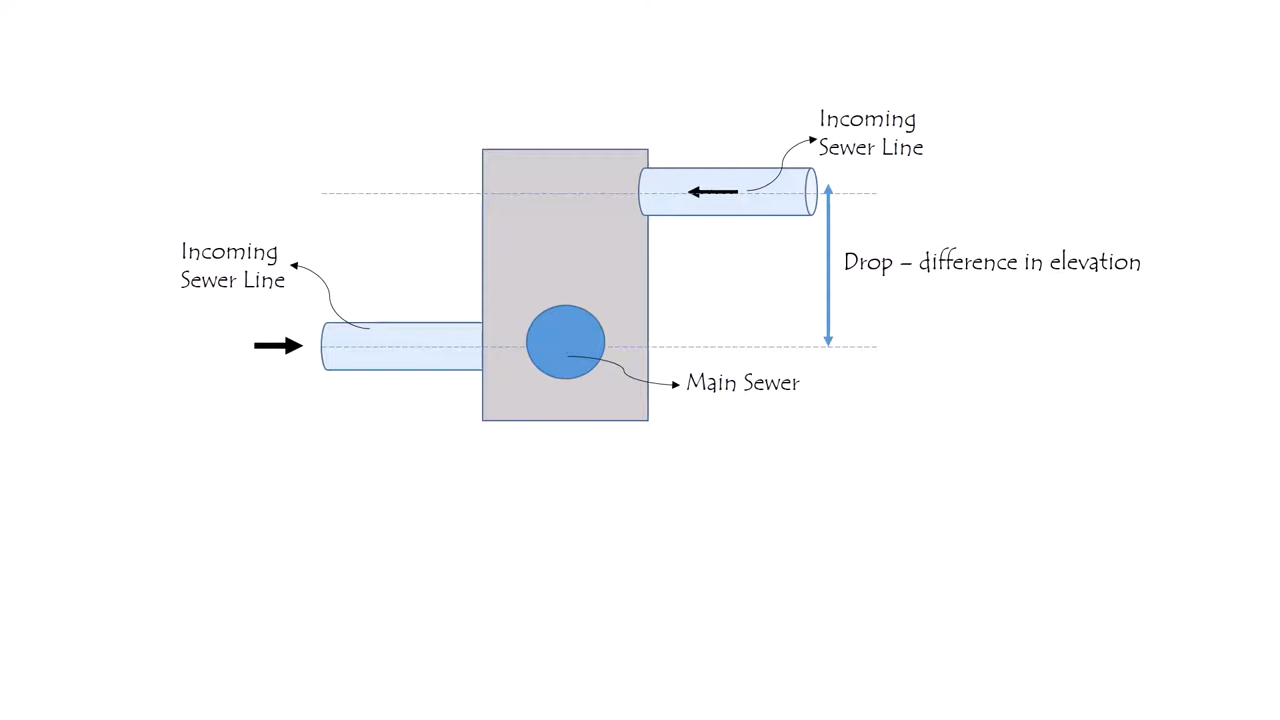 Incoming
Sewer Line
Incoming
Sewer Line
Drop – difference in elevation
Main Sewer